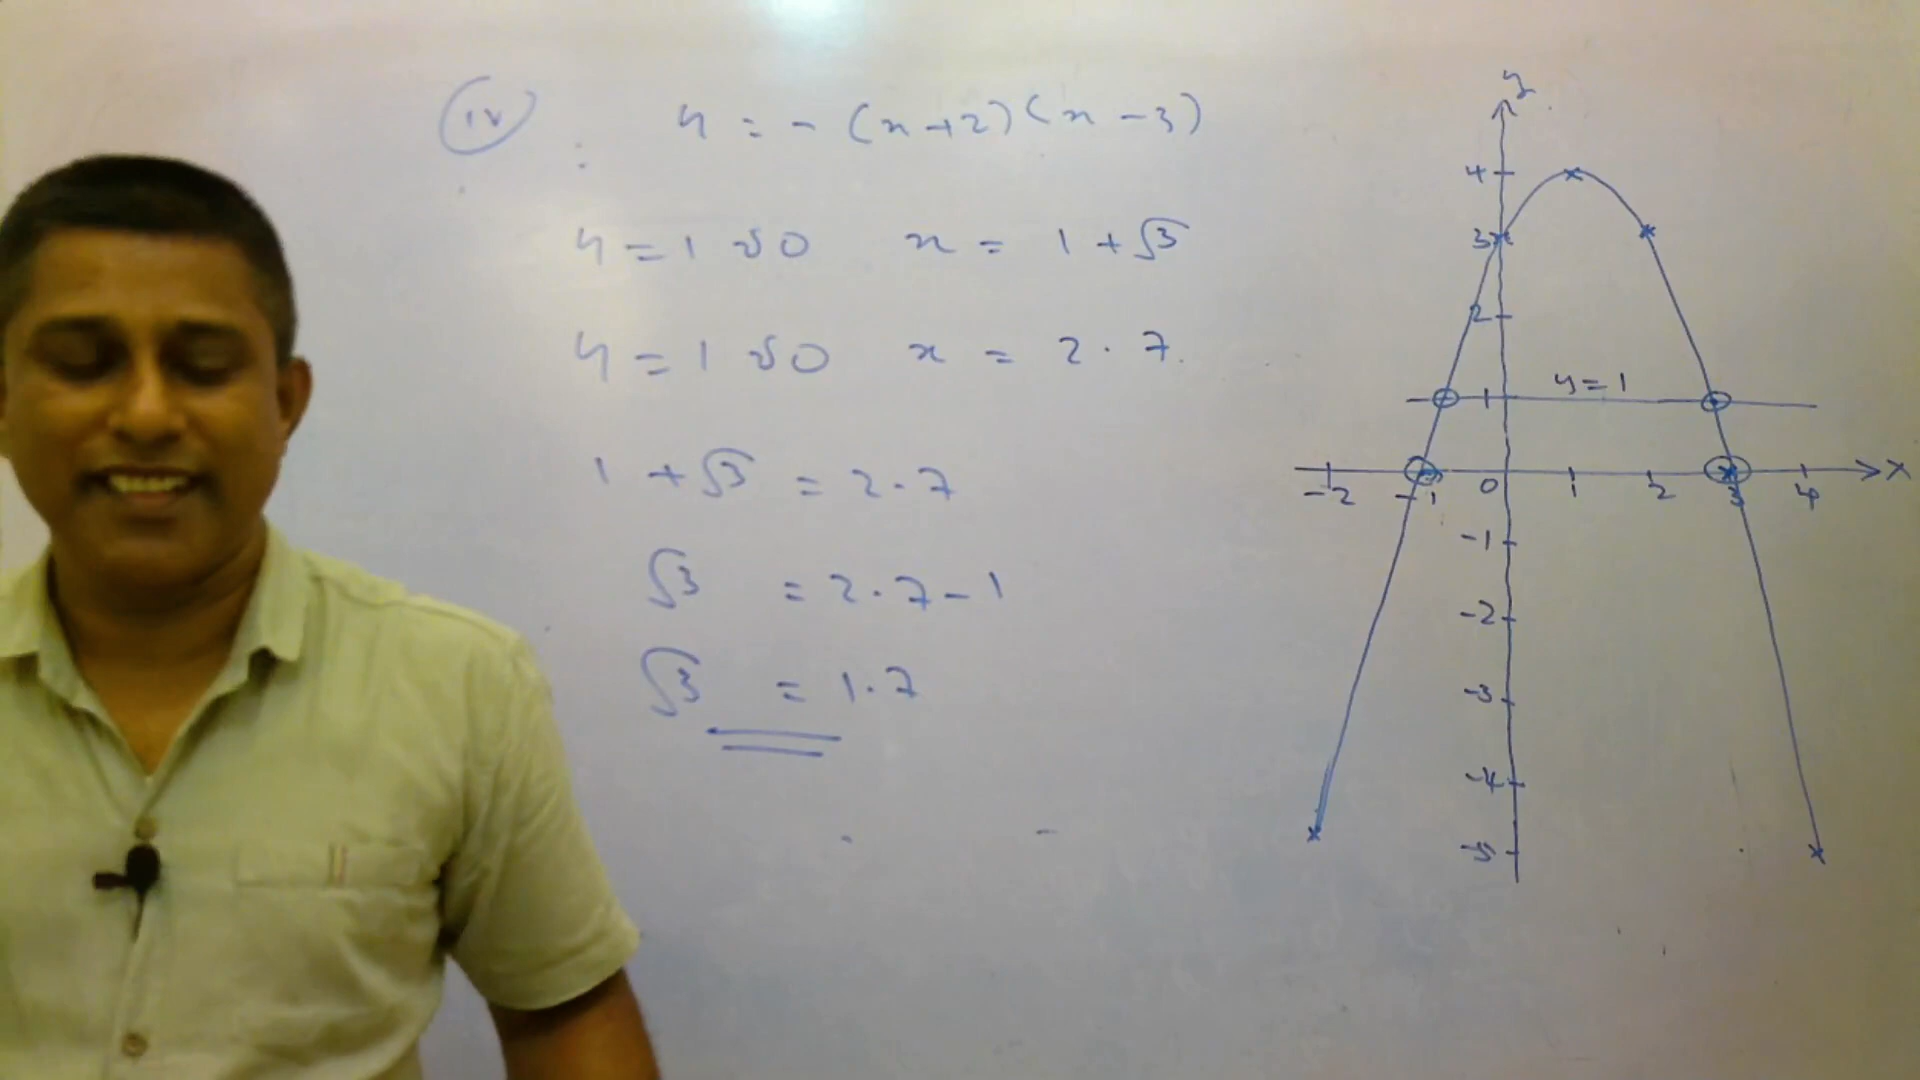 iv
y = - (x+2)(x-3)
y = 1 x = 1+√3
y = 1 x = 2.7
1 + √3 = 2.7
√3 = 2.7-1
√3 = 1.7
y
4
3
2
1 y=1
-2 -1 0 1 2 3 4 x
-1
-2
-3
-4
-5